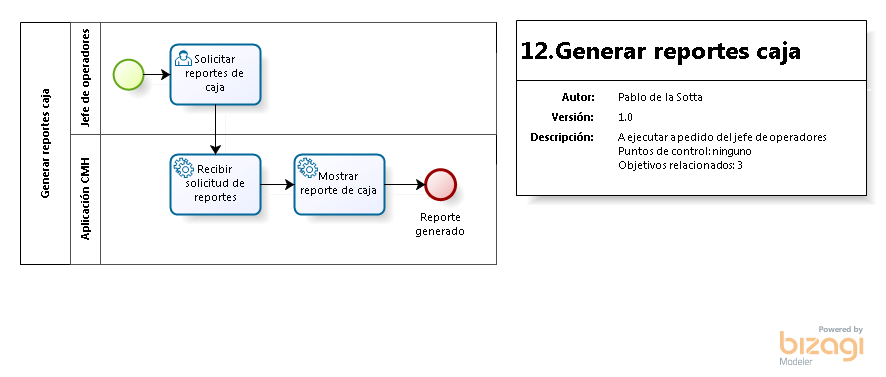 Generar reportes caja
Jefe de operadores
Solicitar
reportes de
caja
Aplicación CMH
Recibir
solicitud de
reportes
Mostrar
reporte de caja
Reporte
generado
12.Generar reportes caja
Autor: Pablo de la Sotta
Versión: 1.0
Descripción: A ejecutar a pedido del jefe de operadores
Puntos de control: ninguno
Objetivos relacionados: 3
Powered by
bizagi
Modeler